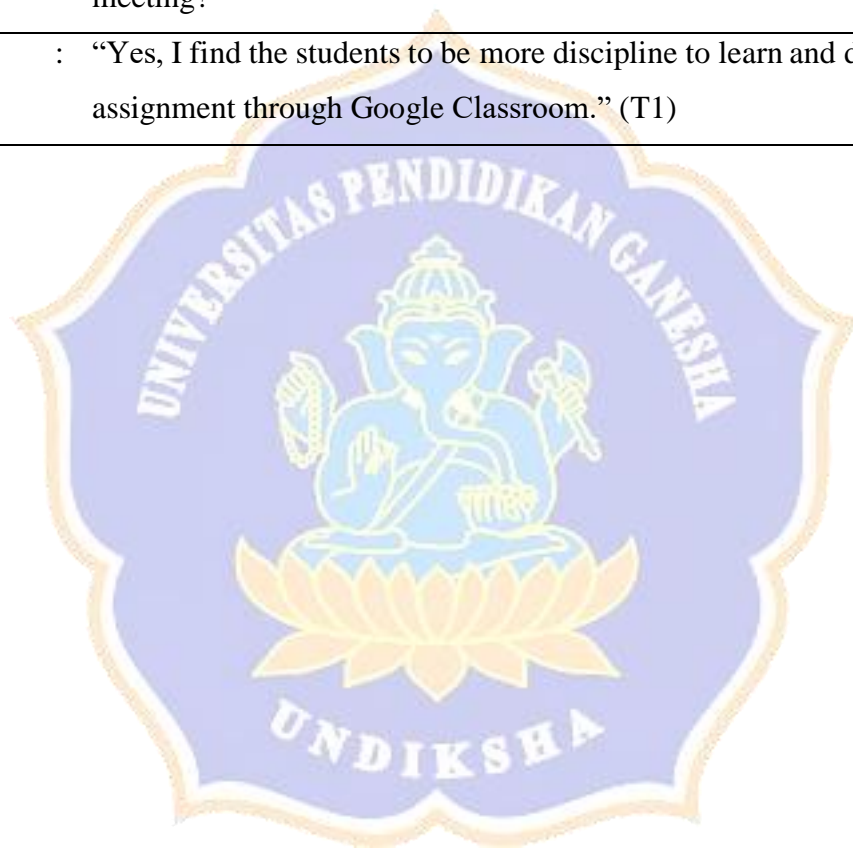 meeting?
: “Yes, I find the students to be more discipline to learn and
assignment through Google Classroom.” (T1)
UNIVERSITAS PENDIDIKAN GANESHA
UNDIKSHA